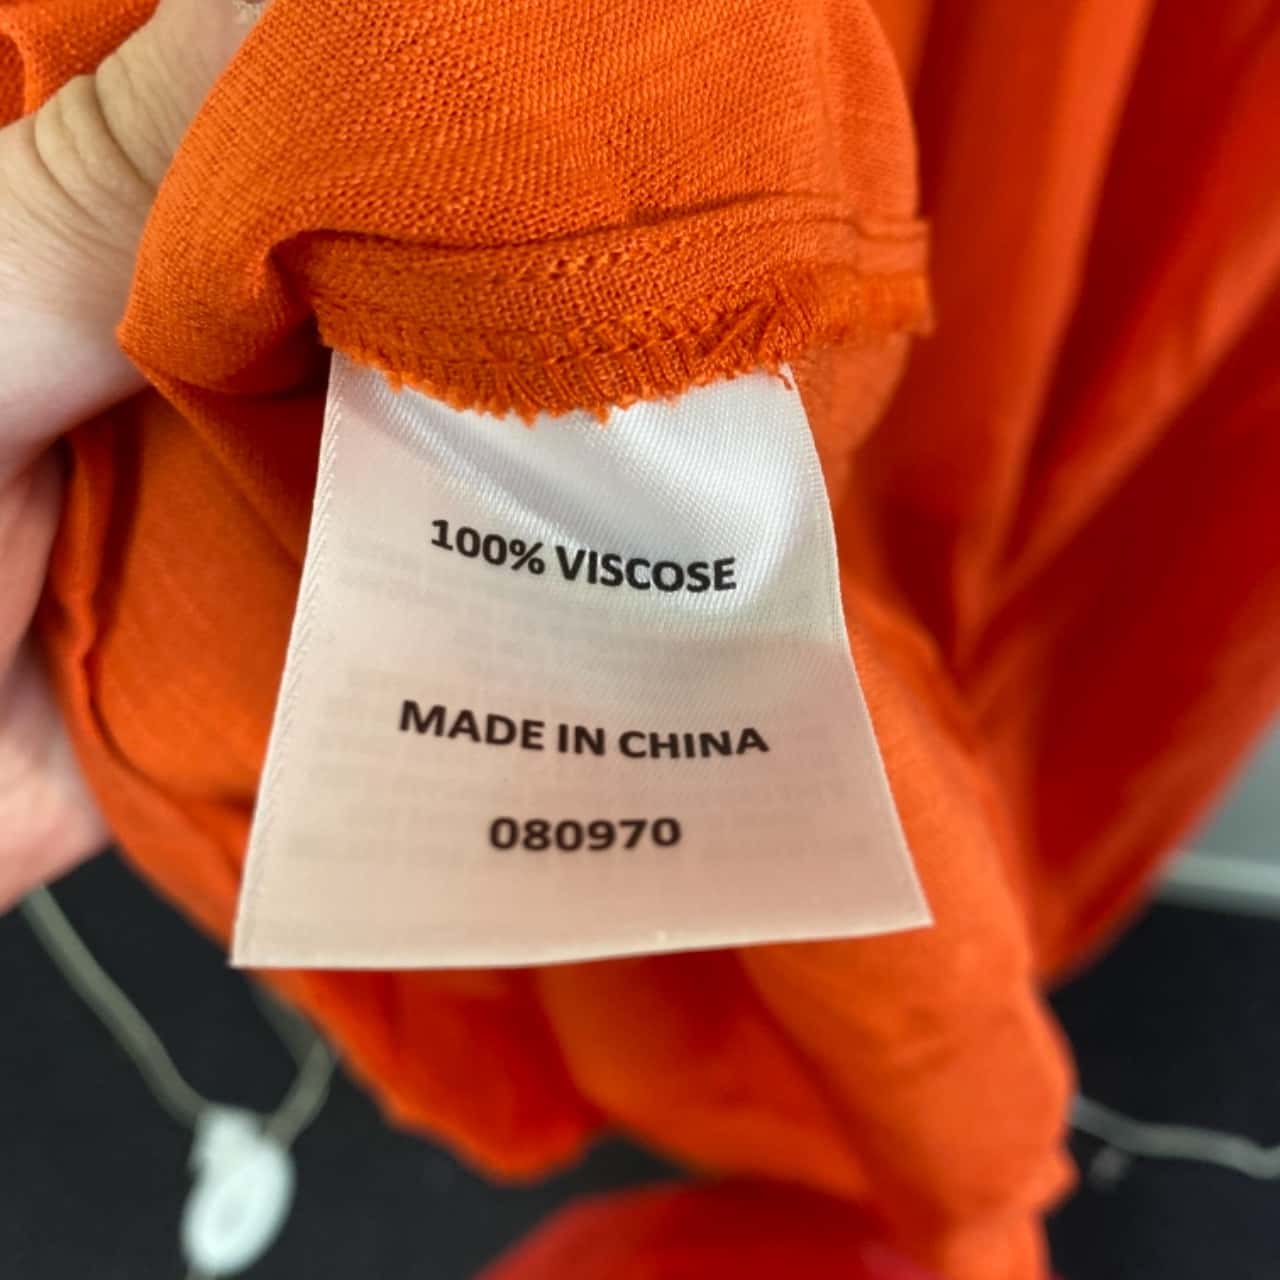 100% VISCOSE
MADE IN CHINA
080970